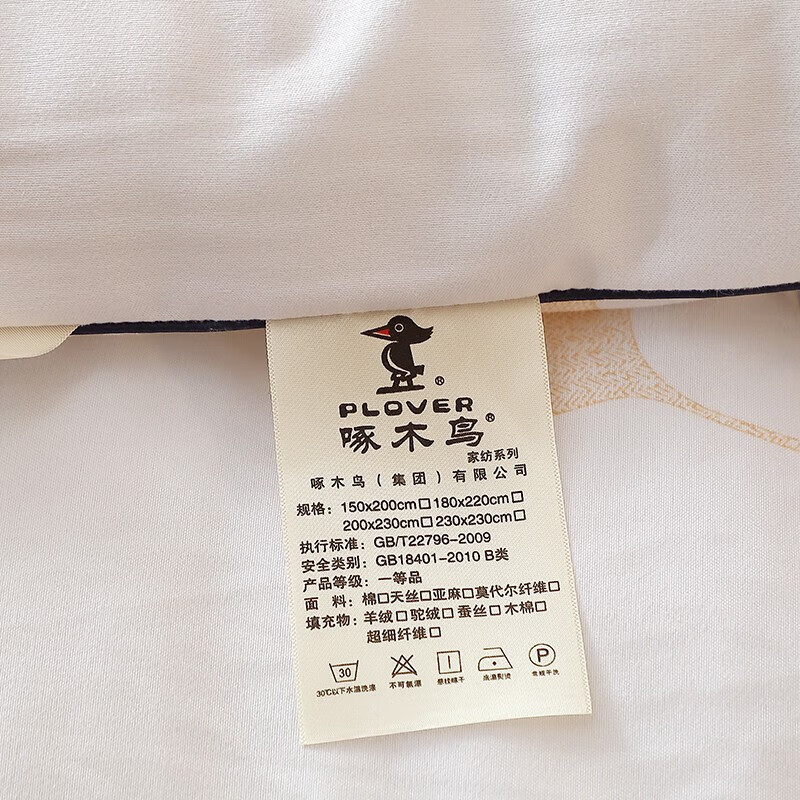 ®
PLOVER
啄木鸟®
家纺系列
啄木鸟(集团)有限公司
规格：150x200cm□180x220cm□
200x230cm□230x230cm□
执行标准：GB/T22796-2009
安全类别：GB18401-2010 B类
产品等级：一等品
面 料：棉□天丝□亚麻□莫代尔纤维□
填充物：羊绒□驼绒□蚕丝□木棉□
超细纤维□
30 P
30℃以下水温洗涤 不可氯漂 悬挂晾干 底温熨烫 常规干洗